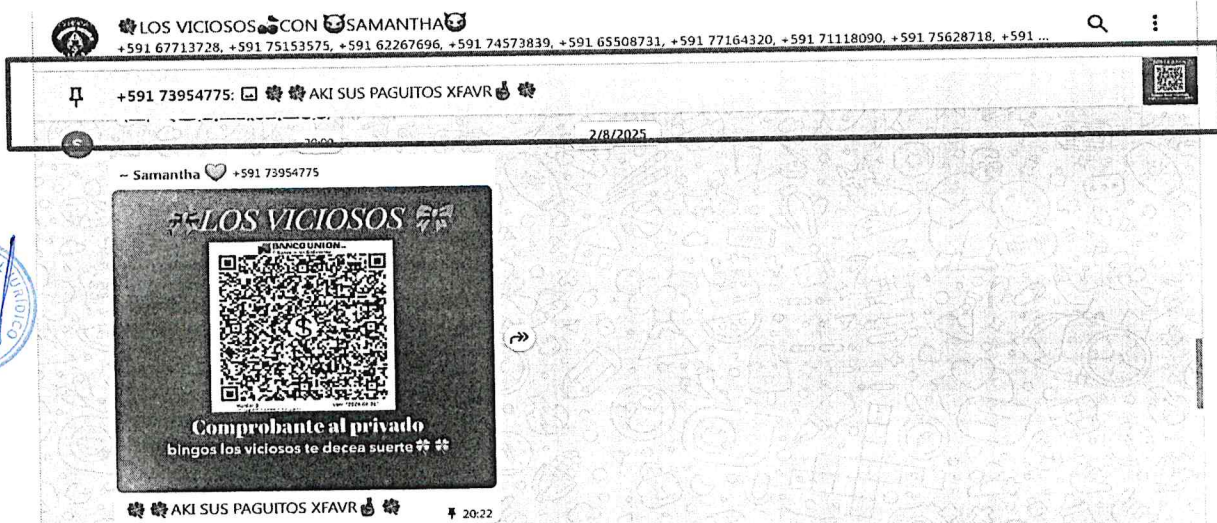 🍀LOS VICIOSOS🍒CON 😈SAMANTHA😈
+591 67713728, +591 75153575, +591 62267696, +591 74573839, +591 65508731, +591 77164320, +591 71118090, +591 75628718, +591 ...
+591 73954775: 🍀 🍀 AKI SUS PAGUITOS XFAVR☝ 🍀
2/8/2025
~ Samantha 🤍 +591 73954775
LOS VICIOSOS
BANCO UNION
Comprobante al privado
bingos los viciosos te decea suerte 🍀 🍀
🍀 🍀 AKI SUS PAGUITOS XFAVR☝ 🍀
20:22